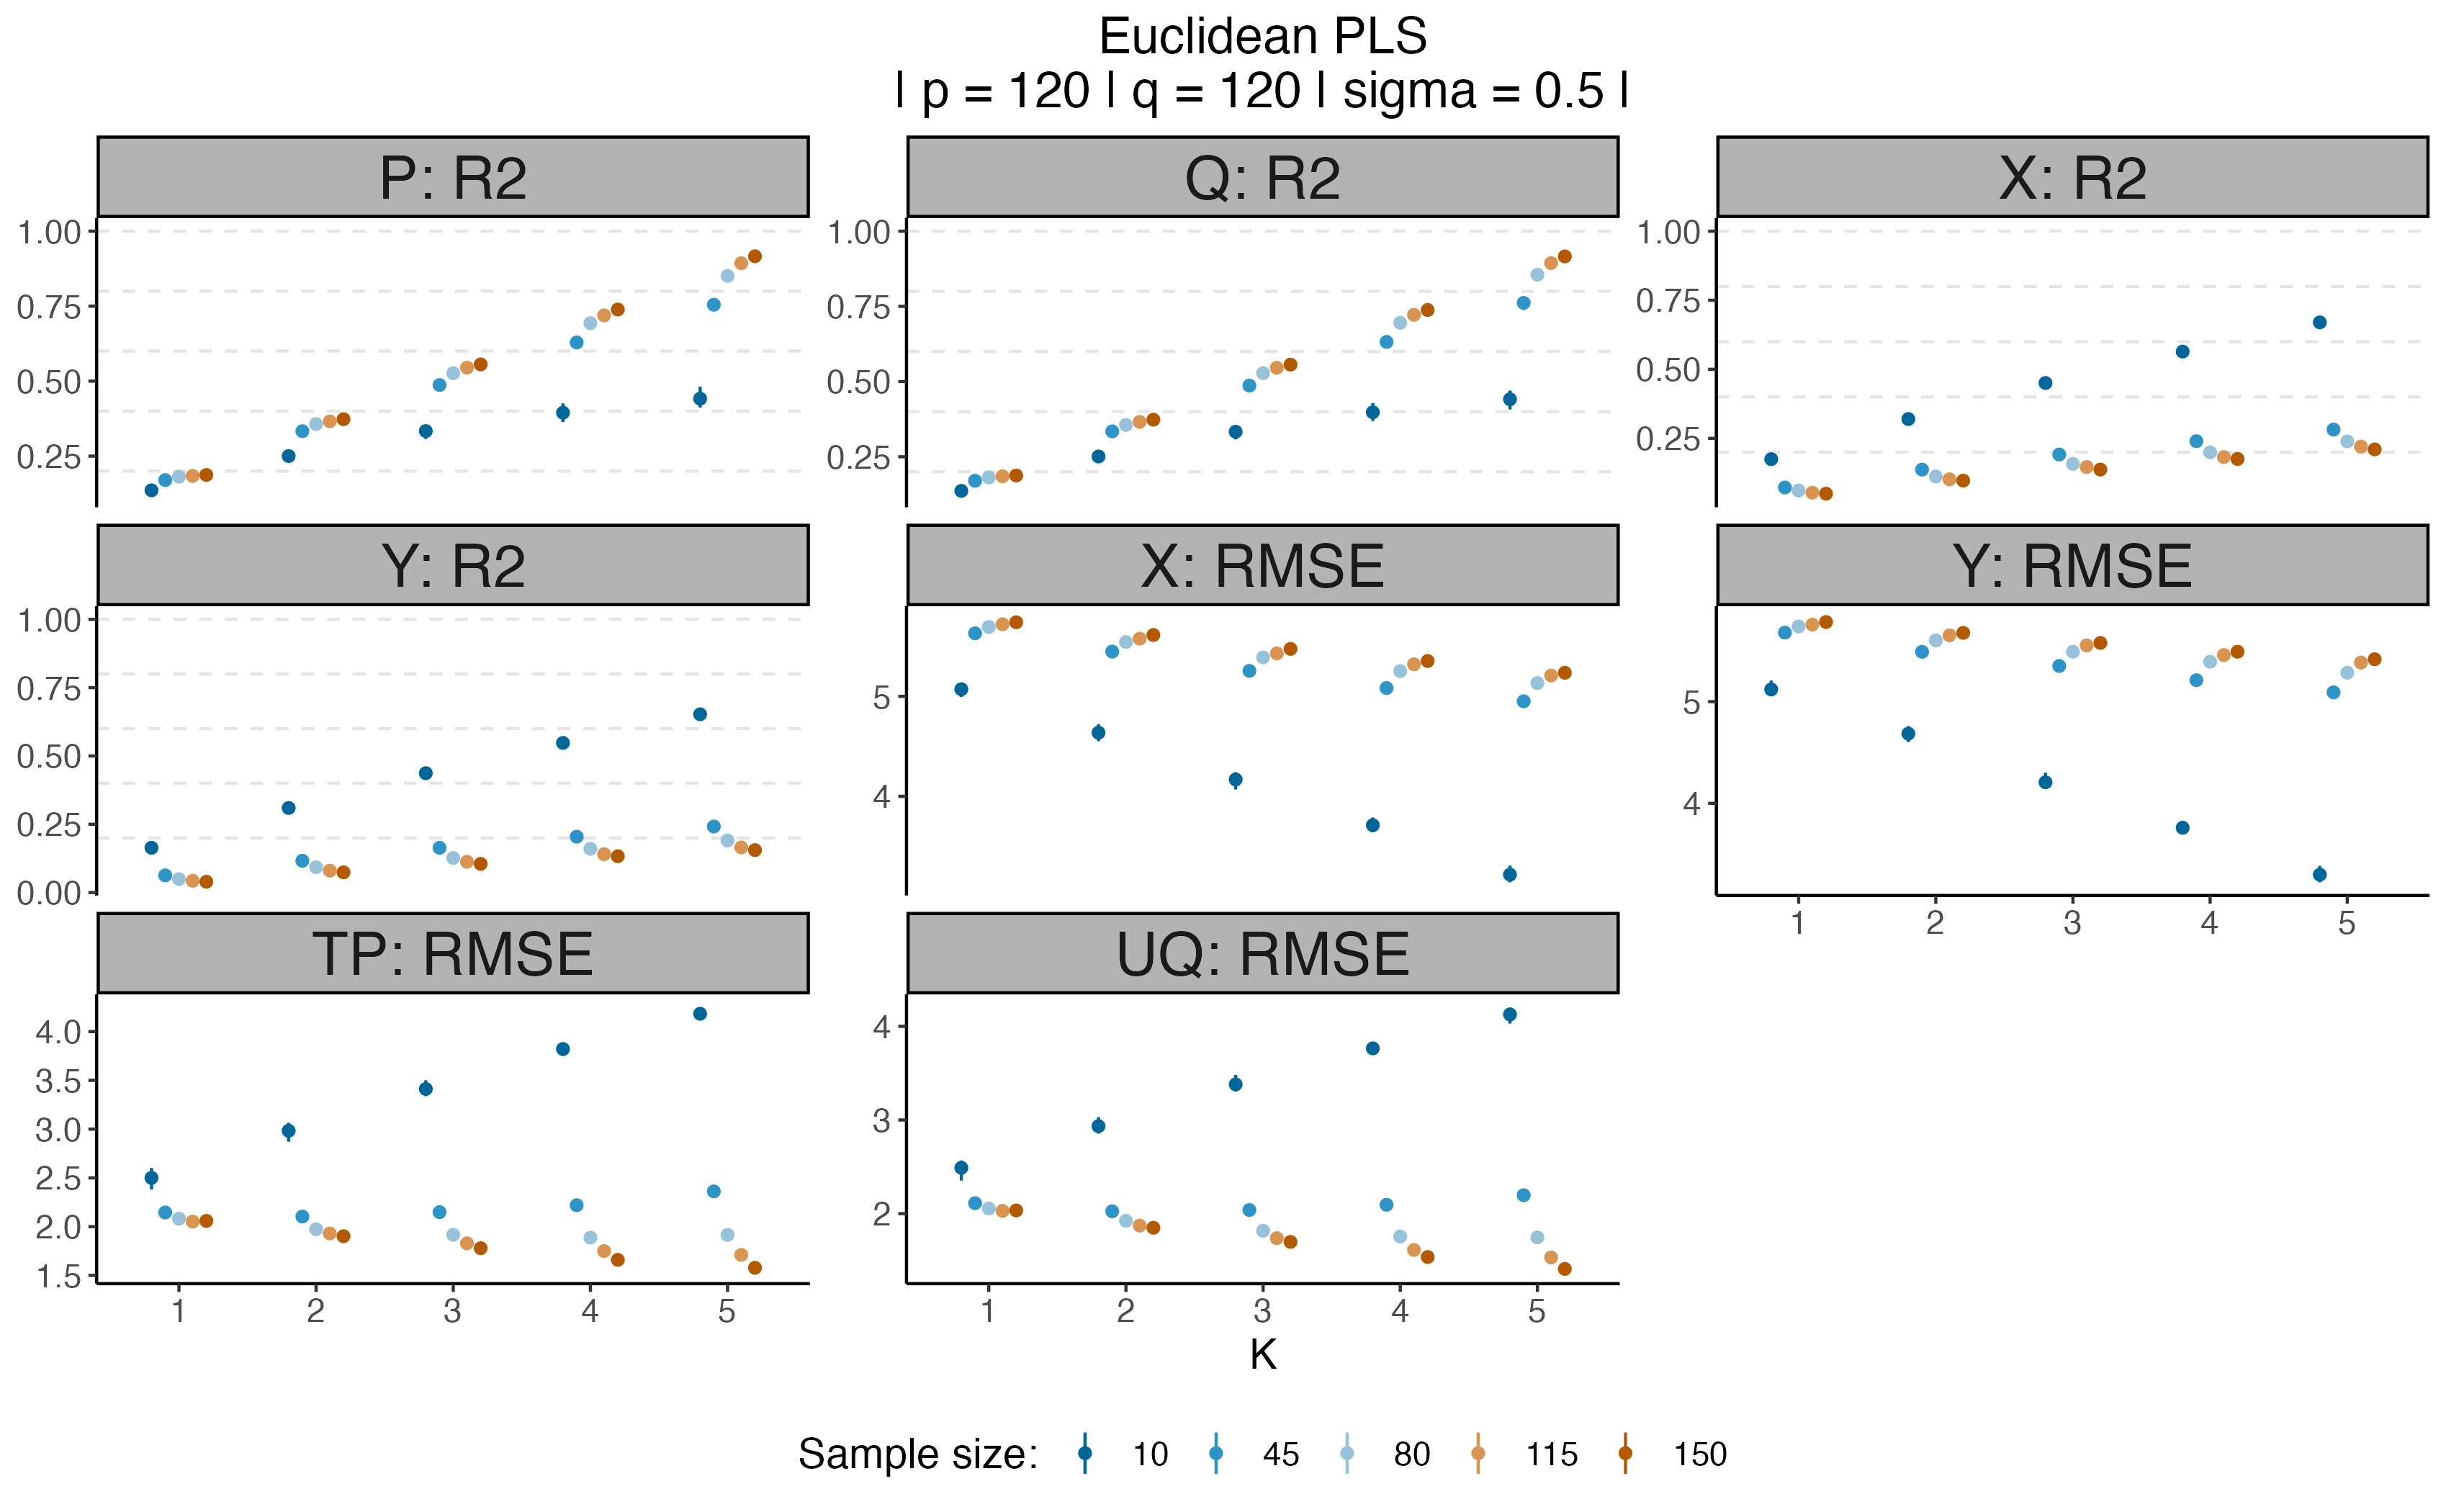 Euclidean PLS
| p = 120 | q = 120 | sigma = 0.5 |
P: R2
Q: R2
X: R2
1.00
0.75
0.50
0.25
1.00
0.75
0.50
0.25
1.00
0.75
0.50
0.25
Y: R2
X: RMSE
Y: RMSE
1.00
0.75
0.50
0.25
0.00
5
4
5
4
1 2 3 4 5
TP: RMSE
UQ: RMSE
4.0
3.5
3.0
2.5
2.0
1.5
4
3
2
1 2 3 4 5
1 2 3 4 5
K
Sample size: 10 45 80 115 150